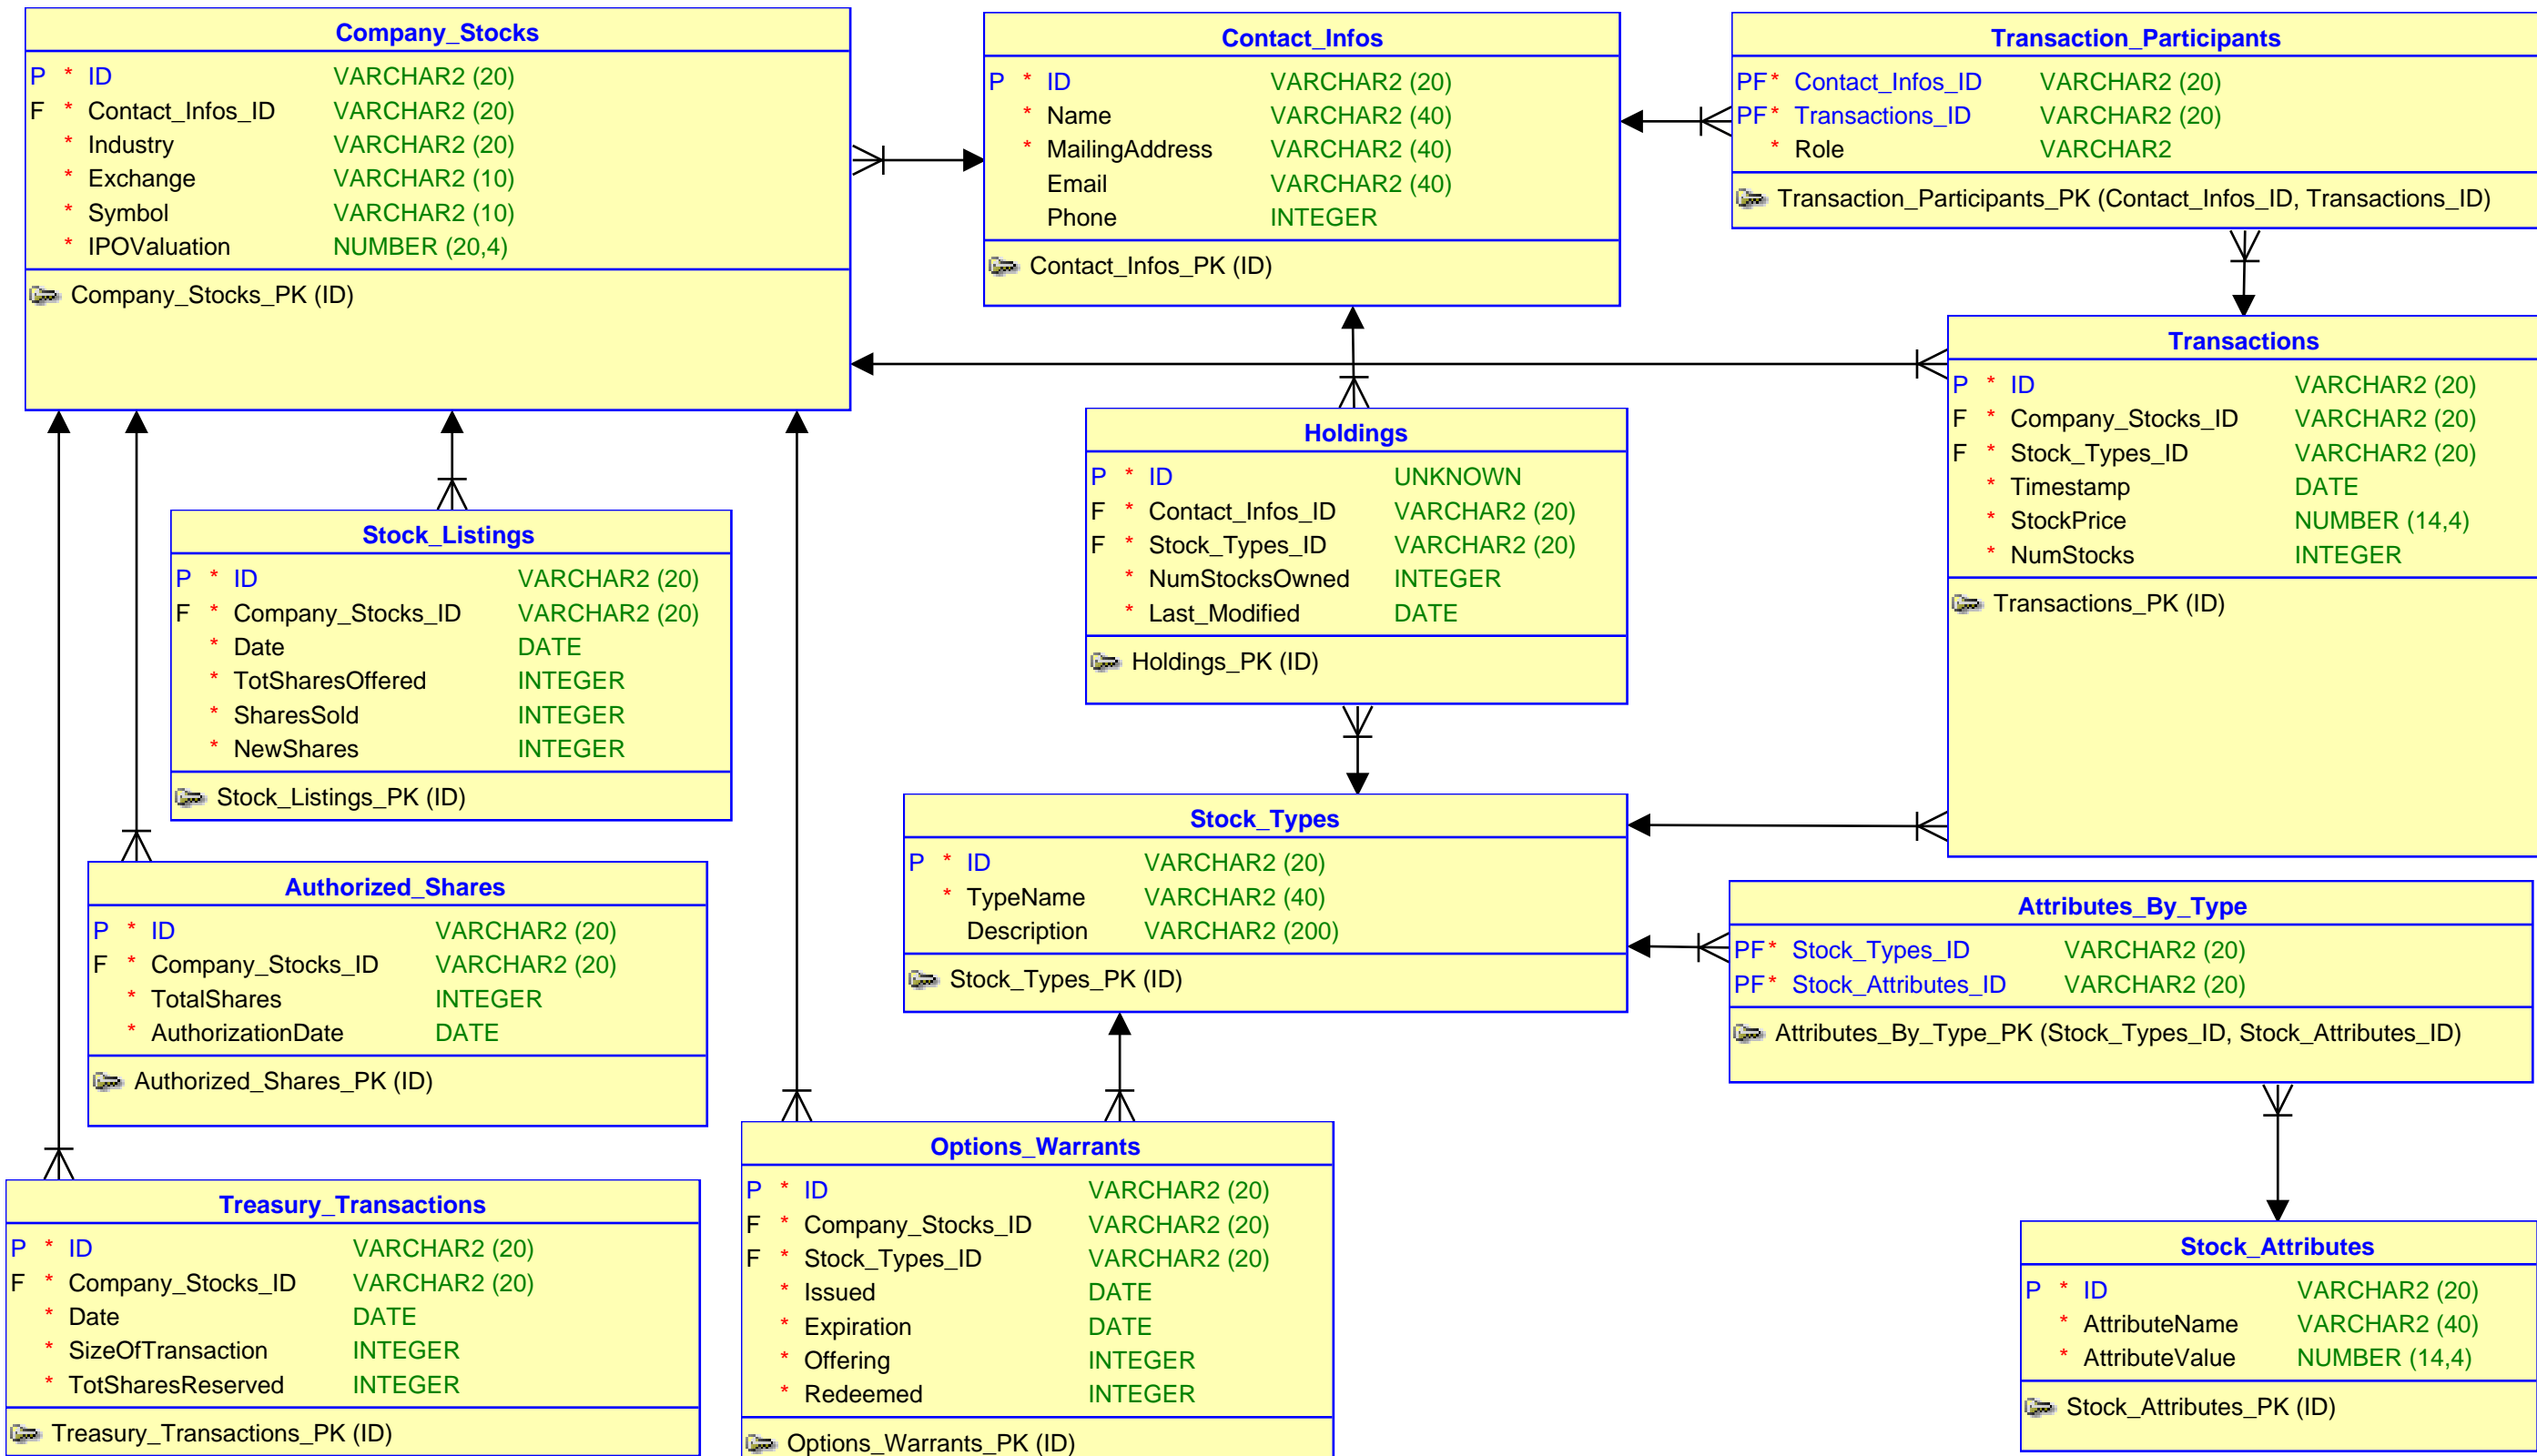 Company_Stocks
P * ID VARCHAR2 (20)
F * Contact_Infos_ID VARCHAR2 (20)
* Industry VARCHAR2 (20)
* Exchange VARCHAR2 (10)
* Symbol VARCHAR2 (10)
* IPOValuation NUMBER (20,4)
Company_Stocks_PK (ID)
Contact_Infos
P * ID VARCHAR2 (20)
* Name VARCHAR2 (40)
* MailingAddress VARCHAR2 (40)
Email VARCHAR2 (40)
Phone INTEGER
Contact_Infos_PK (ID)
Transaction_Participants
PF* Contact_Infos_ID VARCHAR2 (20)
PF* Transactions_ID VARCHAR2 (20)
* Role VARCHAR2
Transaction_Participants_PK (Contact_Infos_ID, Transactions_ID)
Transactions
P * ID VARCHAR2 (20)
F * Company_Stocks_ID VARCHAR2 (20)
F * Stock_Types_ID VARCHAR2 (20)
* Timestamp DATE
* StockPrice NUMBER (14,4)
* NumStocks INTEGER
Transactions_PK (ID)
Holdings
P * ID UNKNOWN
F * Contact_Infos_ID VARCHAR2 (20)
F * Stock_Types_ID VARCHAR2 (20)
* NumStocksOwned INTEGER
* Last_Modified DATE
Holdings_PK (ID)
Stock_Listings
P * ID VARCHAR2 (20)
F * Company_Stocks_ID VARCHAR2 (20)
* Date DATE
* TotSharesOffered INTEGER
* SharesSold INTEGER
* NewShares INTEGER
Stock_Listings_PK (ID)
Stock_Types
P * ID VARCHAR2 (20)
* TypeName VARCHAR2 (40)
Description VARCHAR2 (200)
Stock_Types_PK (ID)
Authorized_Shares
P * ID VARCHAR2 (20)
F * Company_Stocks_ID VARCHAR2 (20)
* TotalShares INTEGER
* AuthorizationDate DATE
Authorized_Shares_PK (ID)
Attributes_By_Type
PF* Stock_Types_ID VARCHAR2 (20)
PF* Stock_Attributes_ID VARCHAR2 (20)
Attributes_By_Type_PK (Stock_Types_ID, Stock_Attributes_ID)
Options_Warrants
P * ID VARCHAR2 (20)
F * Company_Stocks_ID VARCHAR2 (20)
F * Stock_Types_ID VARCHAR2 (20)
* Issued DATE
* Expiration DATE
* Offering INTEGER
* Redeemed INTEGER
Options_Warrants_PK (ID)
Treasury_Transactions
P * ID VARCHAR2 (20)
F * Company_Stocks_ID VARCHAR2 (20)
* Date DATE
* SizeOfTransaction INTEGER
* TotSharesReserved INTEGER
Treasury_Transactions_PK (ID)
Stock_Attributes
P * ID VARCHAR2 (20)
* AttributeName VARCHAR2 (40)
* AttributeValue NUMBER (14,4)
Stock_Attributes_PK (ID)